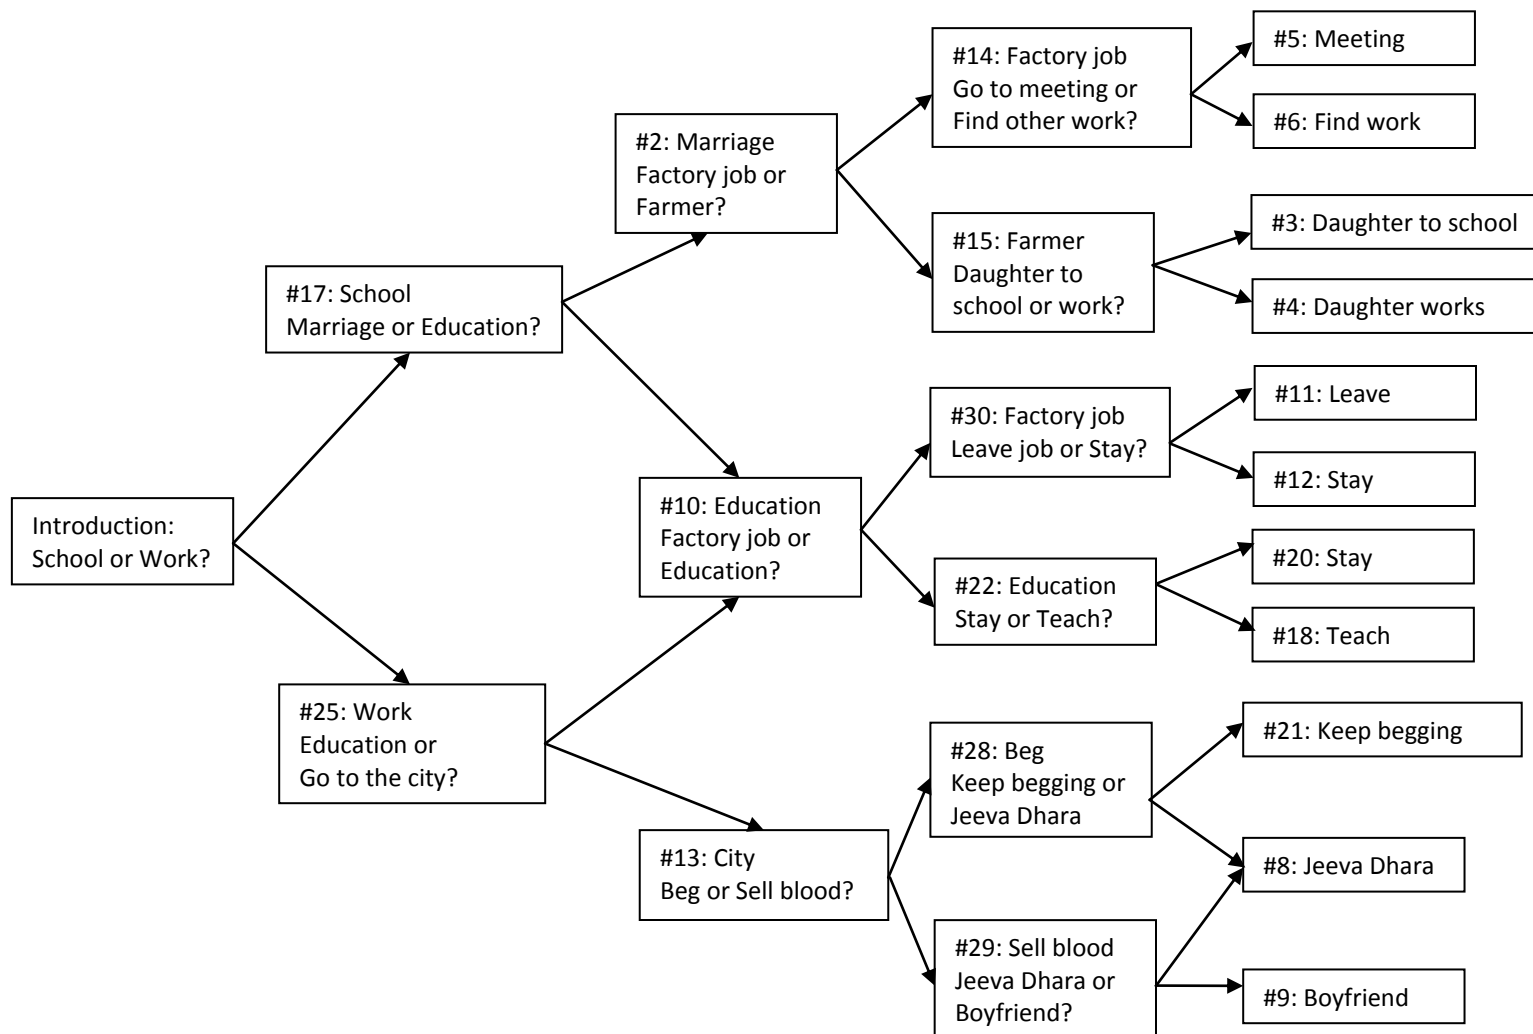 Introduction:
School or Work?
#17: School
Marriage or Education?
#25: Work
Education or
Go to the city?
#2: Marriage
Factory job or
Farmer?
#10: Education
Factory job or
Education?
#13: City
Beg or Sell blood?
#14: Factory job
Go to meeting or
Find other work?
#15: Farmer
Daughter to
school or work?
#30: Factory job
Leave job or Stay?
#22: Education
Stay or Teach?
#28: Beg
Keep begging or
Jeeva Dhara
#29: Sell blood
Jeeva Dhara or
Boyfriend?
#5: Meeting
#6: Find work
#3: Daughter to school
#4: Daughter works
#11: Leave
#12: Stay
#20: Stay
#18: Teach
#21: Keep begging
#8: Jeeva Dhara
#9: Boyfriend